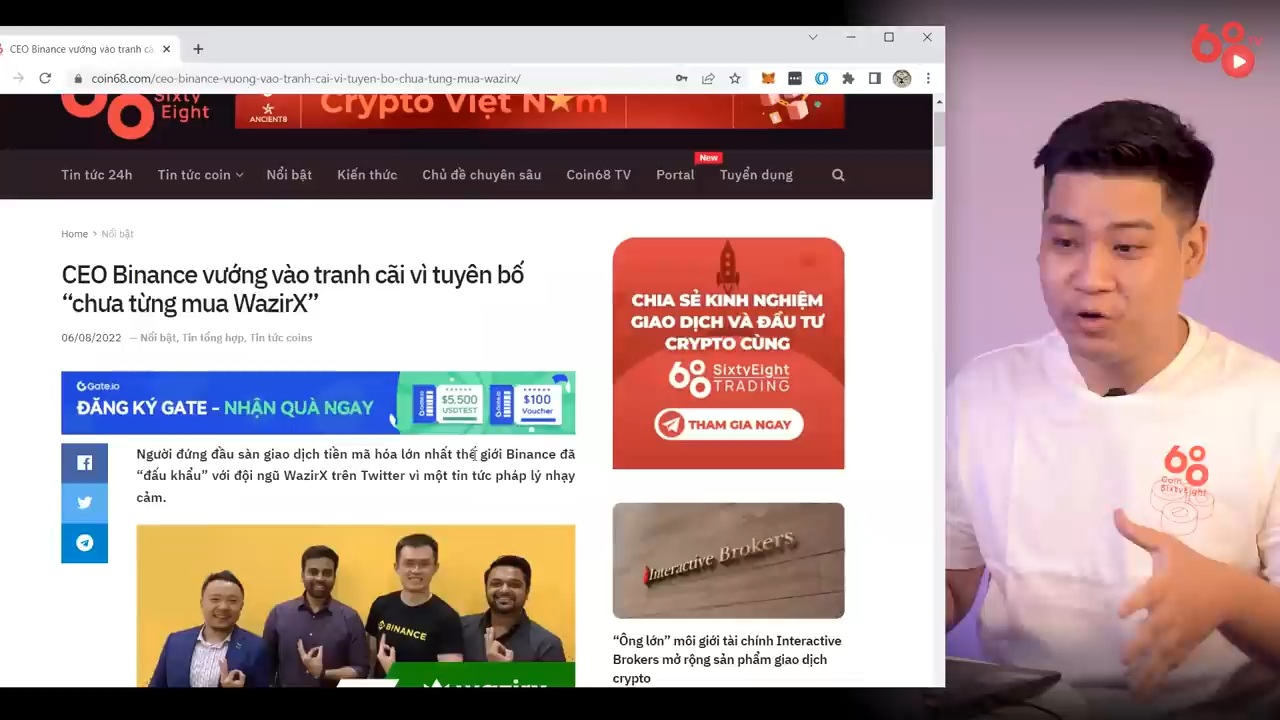 CEO Binance vướng vào tranh cã
coin68.com/ceo-binance-vuong-vao-tranh-cai-vi-tuyen-bo-chua-tung-mua-wazirx/
68
TV
Sixty
Eight
ANCIENT8
Crypto Việt Nam
New
Tin tức 24h
Tin tức coin
Nổi bật
Kiến thức
Chủ đề chuyên sâu
Coin68 TV
Portal
Tuyển dụng
Home > Nổi bật
CEO Binance vướng vào tranh cãi vì tuyên bố
“chưa từng mua WazirX”
06/08/2022 — Nổi bật, Tin tổng hợp, Tin tức coins
Gate.io
ĐĂNG KÝ GATE - NHẬN QUÀ NGAY
$5.500
USDTEST
$100
Voucher
Người đứng đầu sàn giao dịch tiền mã hóa lớn nhất thế giới Binance đã
“đấu khẩu” với đội ngũ WazirX trên Twitter vì một tin tức pháp lý nhạy
cảm.
BINANCE
wazirx
CHIA SẺ KINH NGHIỆM
GIAO DỊCH VÀ ĐẦU TƯ
CRYPTO CÙNG
68 SixtyEight
TRADING
THAM GIA NGAY
Interactive Brokers
“Ông lớn” môi giới tài chính Interactive
Brokers mở rộng sản phẩm giao dịch
crypto
68
Coin
SixtyEight